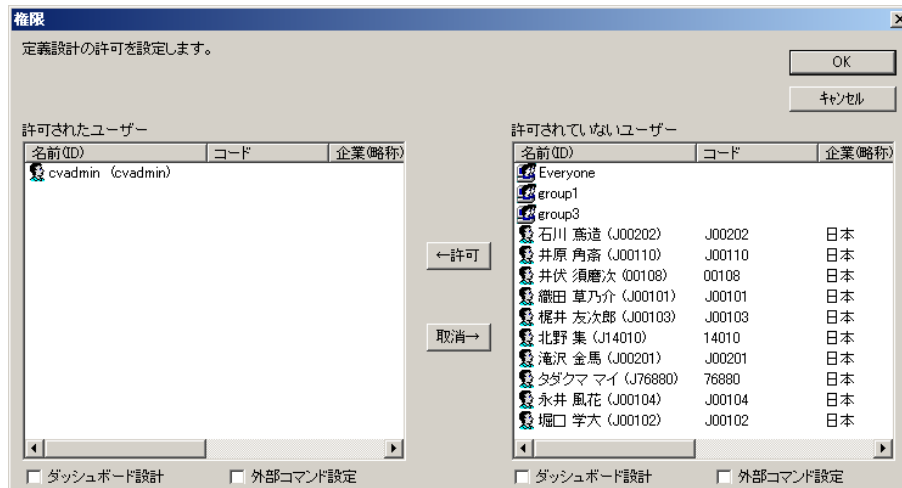 権限
定義設計の許可を設定します。
OK
キャンセル
許可されたユーザー
名前(ID) コード 企業(略称)
cvadmin (cvadmin)
←許可
取消→
ダッシュボード設計 外部コマンド設定
許可されていないユーザー
名前(ID) コード 企業(略称)
Everyone
group1
group3
石川 蔦造 (J00202) J00202 日本
井原 角斎 (J00110) J00110 日本
井伏 須磨次 (00108) 00108 日本
織田 草乃介 (J00101) J00101 日本
梶井 友次郎 (J00103) J00103 日本
北野 集 (J14010) 14010 日本
滝沢 金馬 (J00201) J00201 日本
タダクマ マイ (J76880) 76880 日本
永井 風花 (J00104) J00104 日本
堀口 学大 (J00102) J00102 日本
ダッシュボード設計 外部コマンド設定